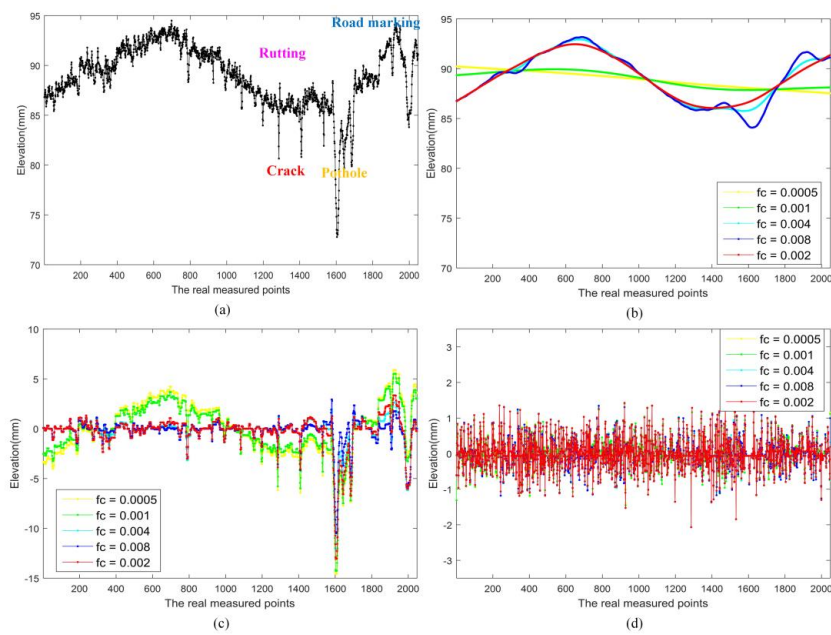 95
90
85
80
75
70
Elevation(mm)
Road marking
Rutting
Crack
Pothole
200 400 600 800 1000 1200 1400 1600 1800 2000
The real measured points
(a)
95
90
85
80
75
70
Elevation(mm)
fc = 0.0005
fc = 0.001
fc = 0.004
fc = 0.008
fc = 0.002
200 400 600 800 1000 1200 1400 1600 1800 2000
The real measured points
(b)
10
5
0
-5
-10
-15
Elevation(mm)
fc = 0.0005
fc = 0.001
fc = 0.004
fc = 0.008
fc = 0.002
200 400 600 800 1000 1200 1400 1600 1800 2000
The real measured points
(c)
3
2
1
0
-1
-2
-3
Elevation(mm)
fc = 0.0005
fc = 0.001
fc = 0.004
fc = 0.008
fc = 0.002
200 400 600 800 1000 1200 1400 1600 1800 2000
The real measured points
(d)